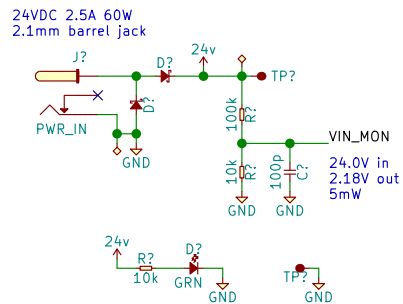 24VDC 2.5A 60W
2.1mm barrel jack
J?
D?
24v
TP?
D?
100k
R?
PWR_IN
GND
VIN_MON
10k
R?
100p
C?
24.0V in
2.18V out
5mW
GND
GND
24v
R?
10k
D?
GRN
GND
TP?
GND